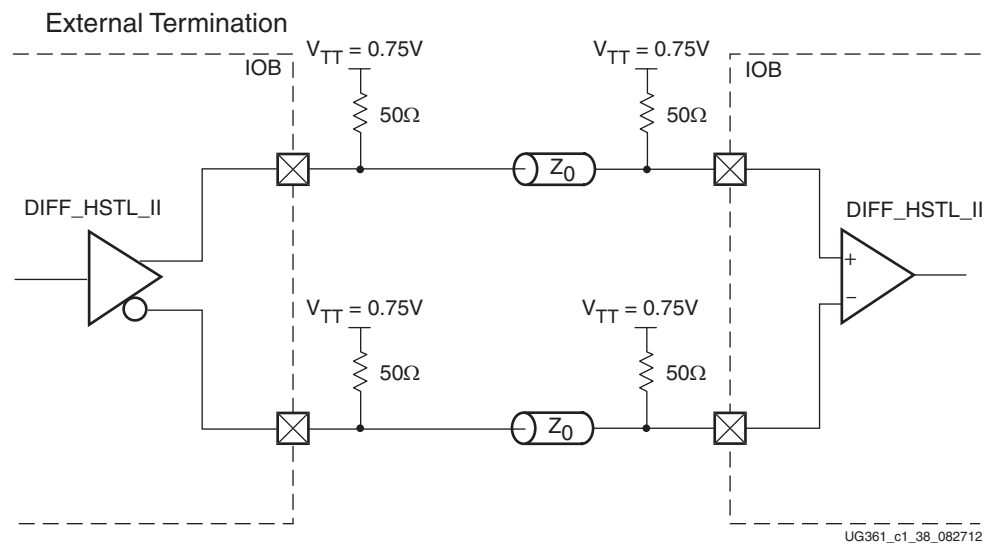 External Termination
V_TT = 0.75V
V_TT = 0.75V
IOB
IOB
50Ω
50Ω
Z_0
DIFF_HSTL_II
DIFF_HSTL_II
+
−
V_TT = 0.75V
V_TT = 0.75V
50Ω
50Ω
Z_0
UG361_c1_38_082712